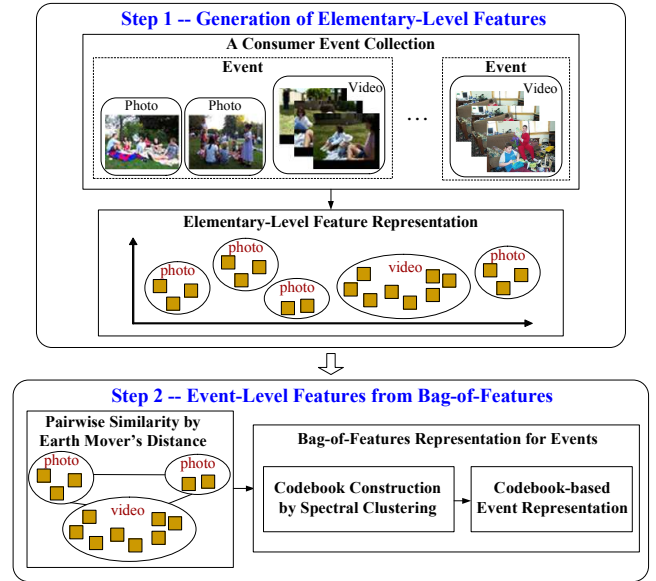 Step 1 -- Generation of Elementary-Level Features
A Consumer Event Collection
Event
Photo
Photo
Video
...
Event
Video
Elementary-Level Feature Representation
photo
photo
photo
video
photo
Step 2 -- Event-Level Features from Bag-of-Features
Pairwise Similarity by
Earth Mover's Distance
photo
photo
video
Bag-of-Features Representation for Events
Codebook Construction
by Spectral Clustering
Codebook-based
Event Representation